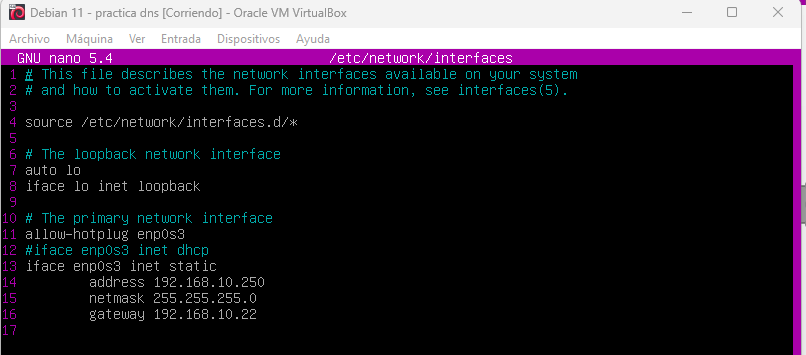 Debian 11 - practica dns [Corriendo] - Oracle VM VirtualBox
Archivo Máquina Ver Entrada Dispositivos Ayuda
GNU nano 5.4 /etc/network/interfaces
1 # This file describes the network interfaces available on your system
2 # and how to activate them. For more information, see interfaces(5).
3
4 source /etc/network/interfaces.d/*
5
6 # The loopback network interface
7 auto lo
8 iface lo inet loopback
9
10 # The primary network interface
11 allow-hotplug enp0s3
12 #iface enp0s3 inet dhcp
13 iface enp0s3 inet static
14 address 192.168.10.250
15 netmask 255.255.255.0
16 gateway 192.168.10.22
17